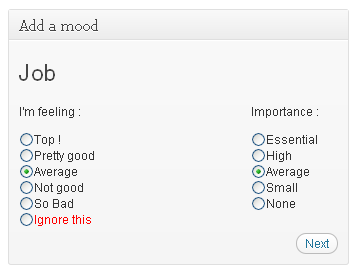 Add a mood
Job
I'm feeling :
Top !
Pretty good
Average
Not good
So Bad
Ignore this
Importance :
Essential
High
Average
Small
None
Next